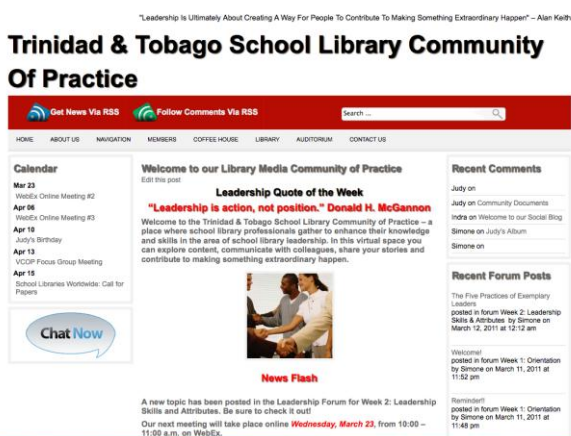 "Leadership Is Ultimately About Creating A Way For People To Contribute To Making Something Extraordinary Happen" – Alan Keith
Trinidad & Tobago School Library Community
Of Practice
Get News Via RSS
Follow Comments Via RSS
Search ...
HOME
ABOUT US
NAVIGATION
MEMBERS
COFFEE HOUSE
LIBRARY
AUDITORIUM
CONTACT US
Calendar
Mar 23
WebEx Online Meeting #2
Apr 06
WebEx Online Meeting #3
Apr 10
Judy's Birthday
Apr 13
VCOP Focus Group Meeting
Apr 15
School Libraries Worldwide: Call for
Papers
Chat Now
Welcome to our Library Media Community of Practice
Edit this post
Leadership Quote of the Week
"Leadership is action, not position." Donald H. McGannon
Welcome to the Trinidad & Tobago School Library Community of Practice – a
place where school library professionals gather to enhance their knowledge
and skills in the area of school library leadership. In this virtual space you
can explore content, communicate with colleagues, share your stories and
contribute to making something extraordinary happen.
News Flash
A new topic has been posted in the Leadership Forum for Week 2: Leadership
Skills and Attributes. Be sure to check it out!
Our next meeting will take place online Wednesday, March 23, from 10:00 –
11:00 a.m. on WebEx.
Recent Comments
Judy on
Judy on Community Documents
Indra on Welcome to our Social Blog
Simone on Judy's Album
Simone on
Recent Forum Posts
The Five Practices of Exemplary
Leaders
posted in forum Week 2: Leadership
Skills & Attributes by Simone on
March 12, 2011 at 12:12 am
Welcome!
posted in forum Week 1: Orientation
by Simone on March 11, 2011 at
11:52 pm
Reminder!!
posted in forum Week 1: Orientation
by Simone on March 11, 2011 at
11:48 pm